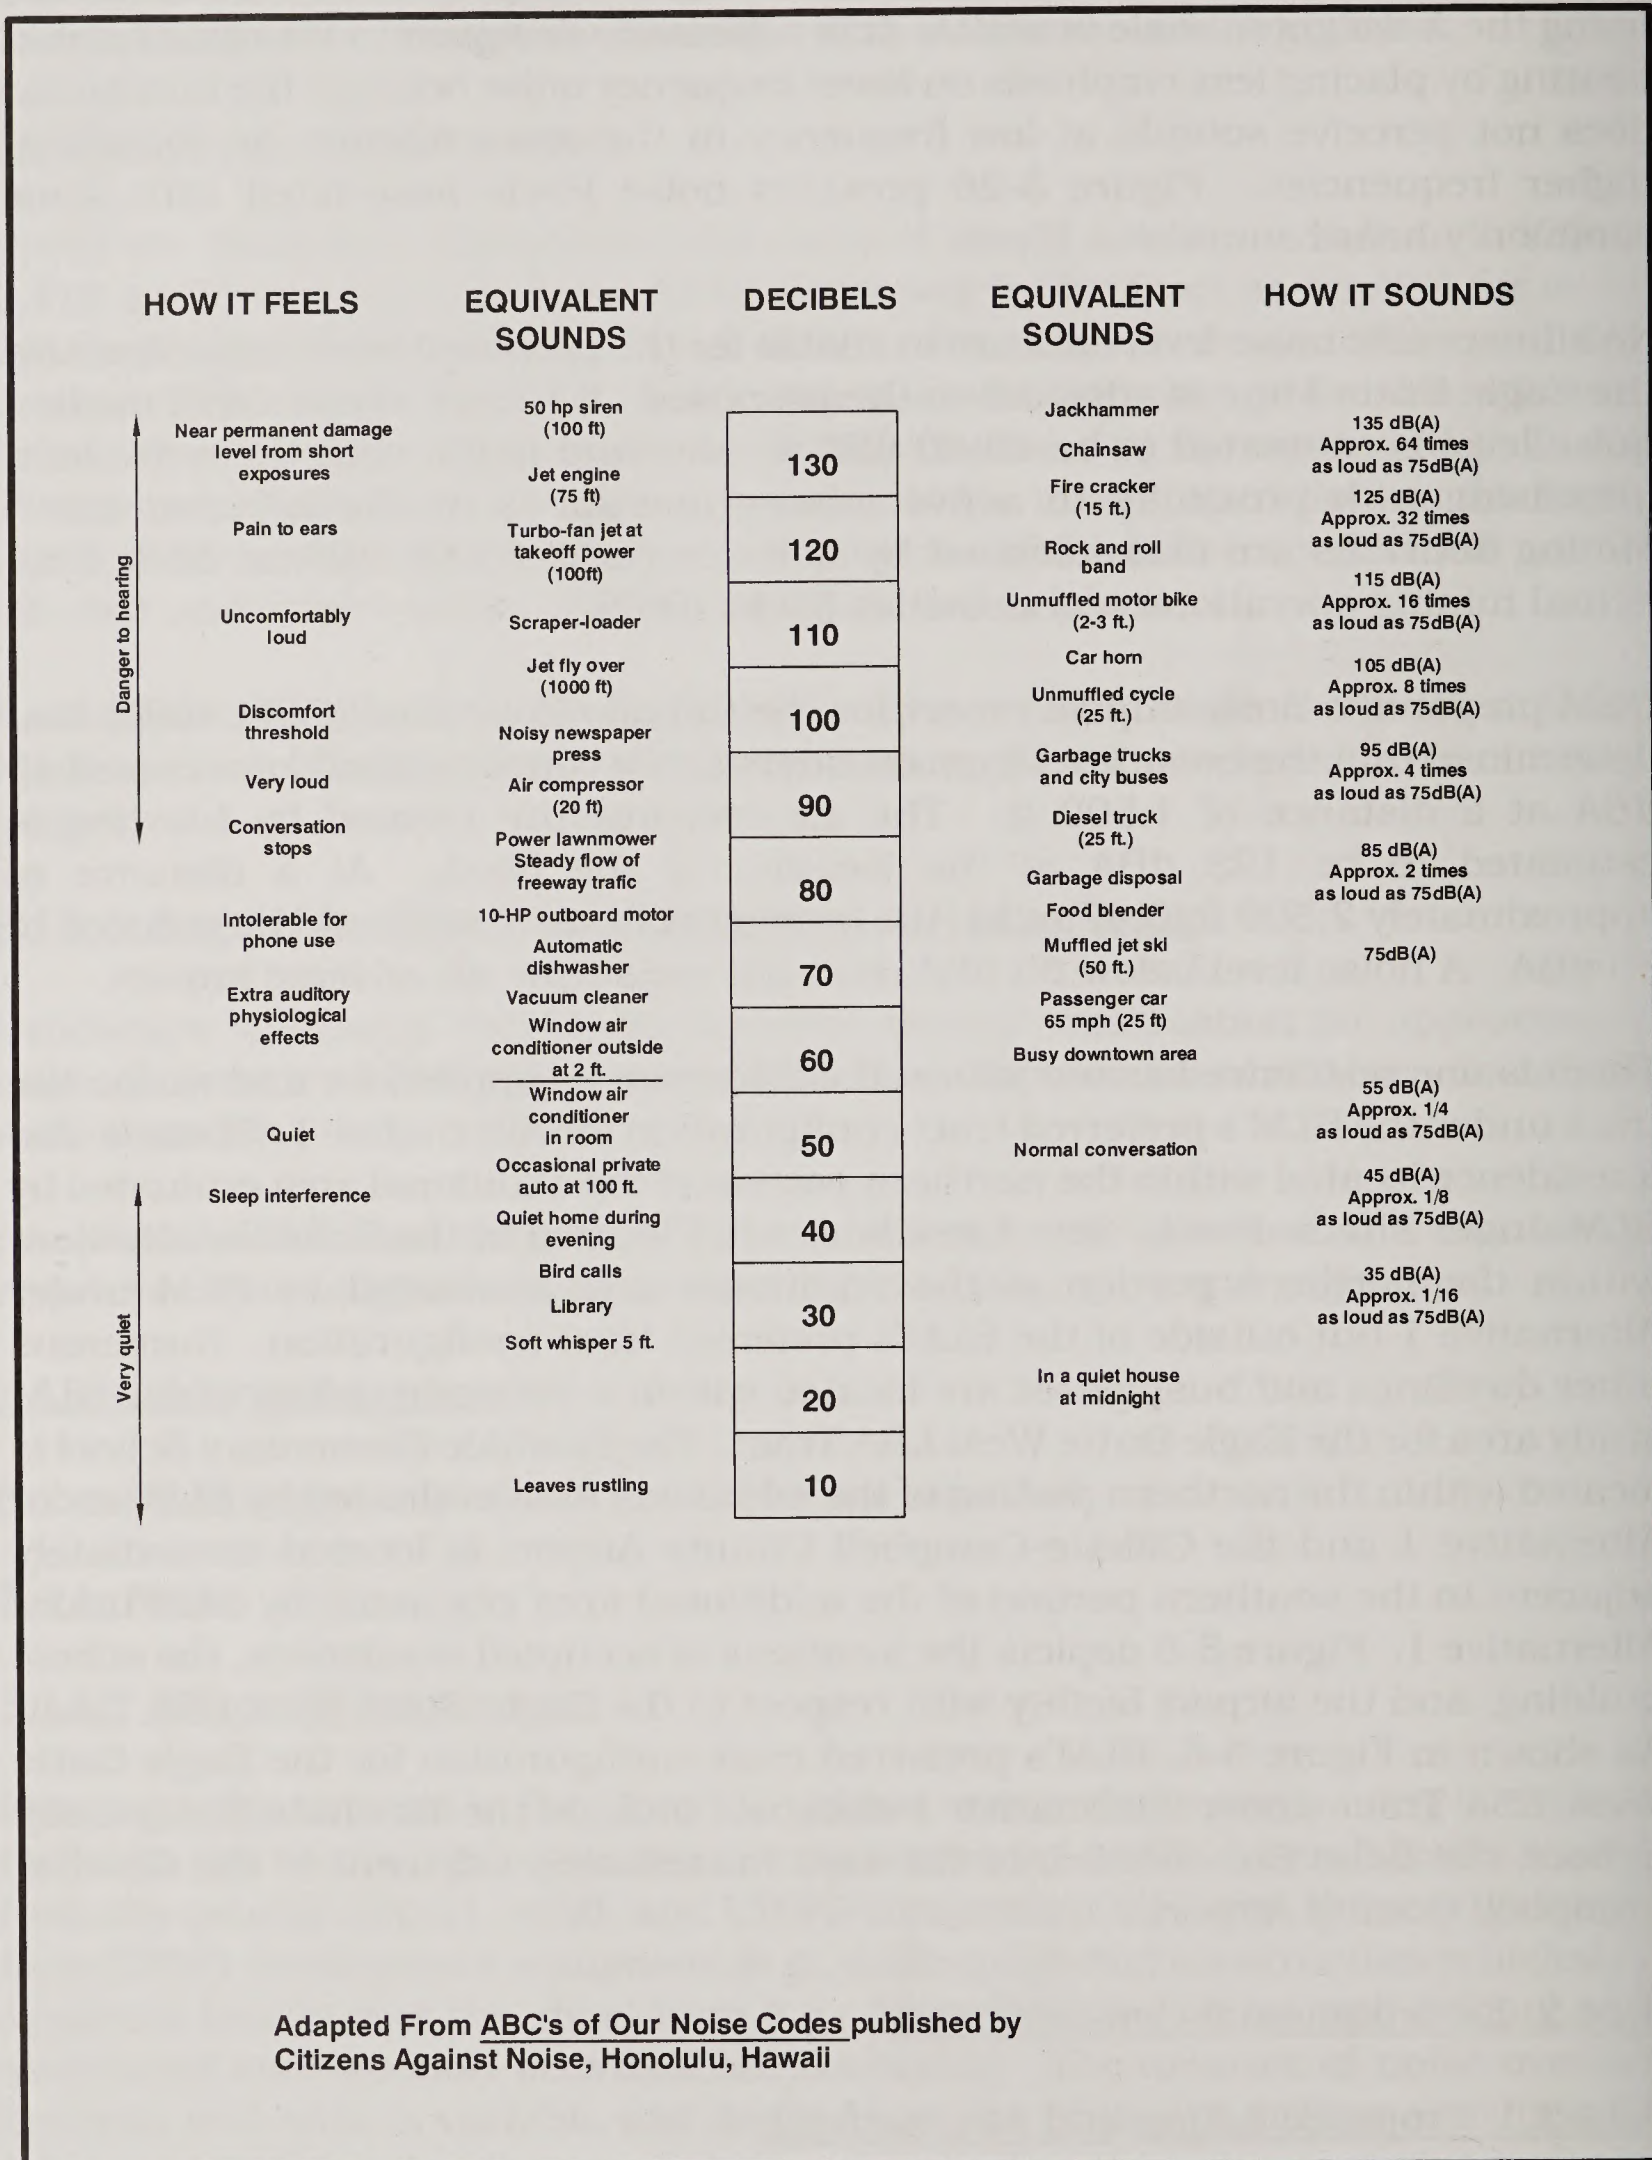 HOW IT FEELS
EQUIVALENT
SOUNDS
DECIBELS
EQUIVALENT
SOUNDS
HOW IT SOUNDS
Danger to hearing
Very quiet
Near permanent damage
level from short
exposures
Pain to ears
Uncomfortably
loud
Discomfort
threshold
Very loud
Conversation
stops
Intolerable for
phone use
Extra auditory
physiological
effects
Quiet
Sleep interference
50 hp siren
(100 ft)
Jet engine
(75 ft)
Turbo-fan jet at
takeoff power
(100ft)
Scraper-loader
Jet fly over
(1000 ft)
Noisy newspaper
press
Air compressor
(20 ft)
Power lawnmower
Steady flow of
freeway trafic
10-HP outboard motor
Automatic
dishwasher
Vacuum cleaner
Window air
conditioner outside
at 2 ft.
Window air
conditioner
in room
Occasional private
auto at 100 ft.
Quiet home during
evening
Bird calls
Library
Soft whisper 5 ft.
Leaves rustling
130
120
110
100
90
80
70
60
50
40
30
20
10
Jackhammer
Chainsaw
Fire cracker
(15 ft.)
Rock and roll
band
Unmuffled motor bike
(2-3 ft.)
Car horn
Unmuffled cycle
(25 ft.)
Garbage trucks
and city buses
Diesel truck
(25 ft.)
Garbage disposal
Food blender
Muffled jet ski
(50 ft.)
Passenger car
65 mph (25 ft)
Busy downtown area
Normal conversation
In a quiet house
at midnight
135 dB(A)
Approx. 64 times
as loud as 75dB(A)
125 dB(A)
Approx. 32 times
as loud as 75dB(A)
115 dB(A)
Approx. 16 times
as loud as 75dB(A)
105 dB(A)
Approx. 8 times
as loud as 75dB(A)
95 dB(A)
Approx. 4 times
as loud as 75dB(A)
85 dB(A)
Approx. 2 times
as loud as 75dB(A)
75dB(A)
55 dB(A)
Approx. 1/4
as loud as 75dB(A)
45 dB(A)
Approx. 1/8
as loud as 75dB(A)
35 dB(A)
Approx. 1/16
as loud as 75dB(A)
Adapted From ABC's of Our Noise Codes published by
Citizens Against Noise, Honolulu, Hawaii